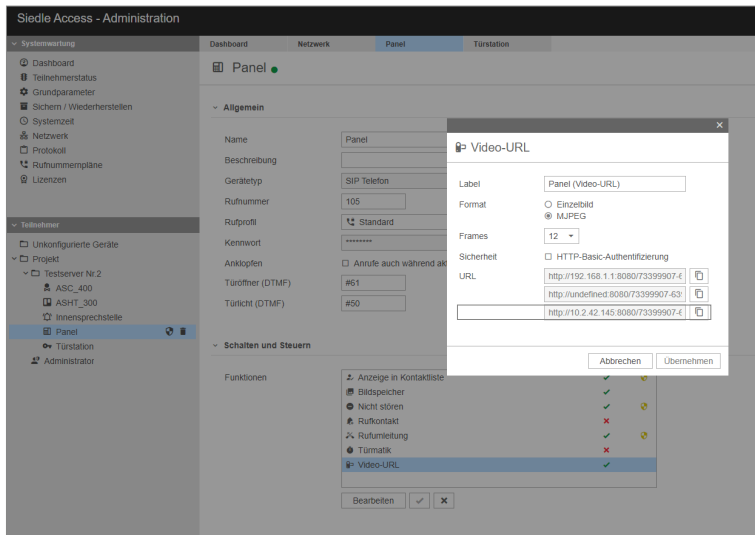 Siedle Access - Administration
Systemwartung
Dashboard
Teilnehmerstatus
Grundparameter
Sichern / Wiederherstellen
Systemzeit
Netzwerk
Protokoll
Rufnummernpläne
Lizenzen
Teilnehmer
Unkonfigurierte Geräte
Projekt
Testserver Nr.2
ASC_400
ASHT_300
Innensprechstelle
Panel
Türstation
Administrator
Dashboard Netzwerk Panel Türstation
Panel
Allgemein
Name Panel
Beschreibung
Gerätetyp SIP Telefon
Rufnummer 105
Rufprofil Standard
Kennwort ********
Anklopfen Anrufe auch während
Türöffner (DTMF) #61
Türlicht (DTMF) #50
Schalten und Steuern
Funktionen
Anzeige in Kontaktliste
Bildspeicher
Nicht stören
Rufkontakt
Rufumleitung
Türmatik
Video-URL
Bearbeiten
Video-URL
Label Panel (Video-URL)
Format Einzelbild
MJPEG
Frames 12
Sicherheit HTTP-Basic-Authentifizierung
URL http://192.168.1.1:8080/73399907-6
http://undefined:8080/73399907-63
http://10.2.42.145:8080/73399907-6
Abbrechen Übernehmen